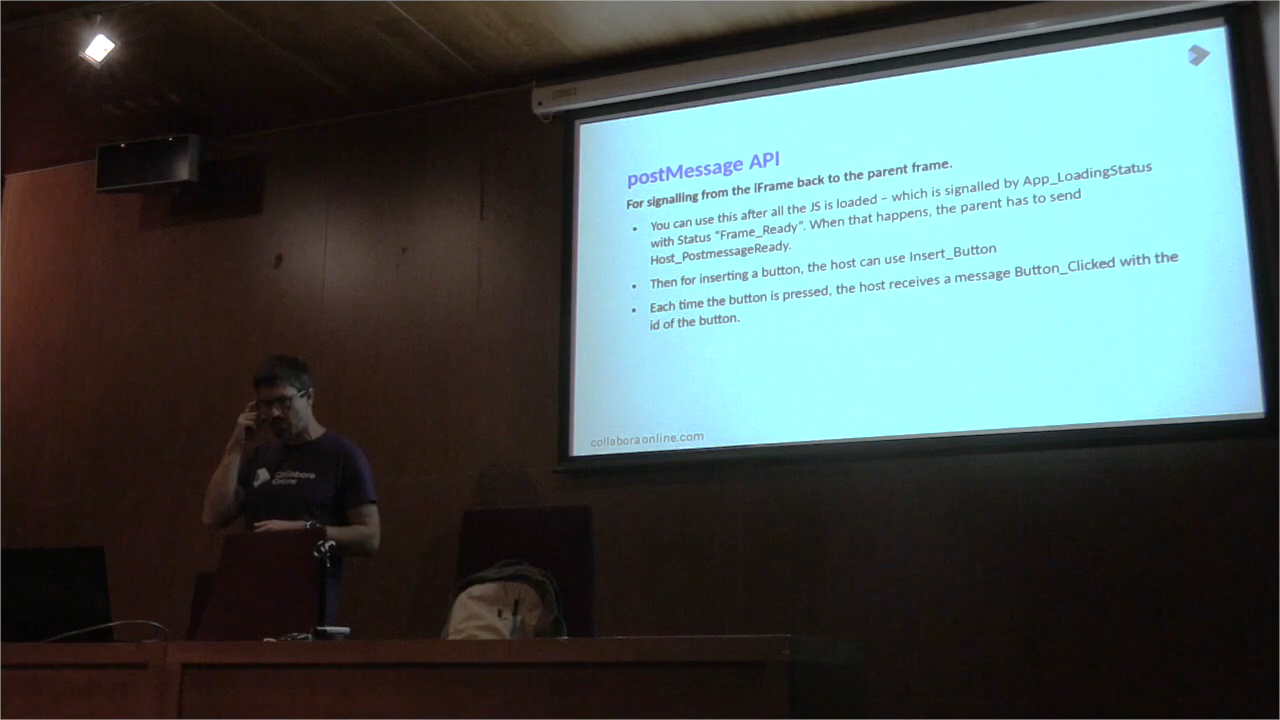 postMessage API
For signalling from the iFrame back to the parent frame.
• You can use this after all the JS is loaded – which is signalled by App_LoadingStatus
with Status "Frame_Ready". When that happens, the parent has to send
Host_PostmessageReady.
• Then for inserting a button, the host can use Insert_Button
• Each time the button is pressed, the host receives a message Button_Clicked with the
id of the button.
collaboraonline.com
Collabora
Online